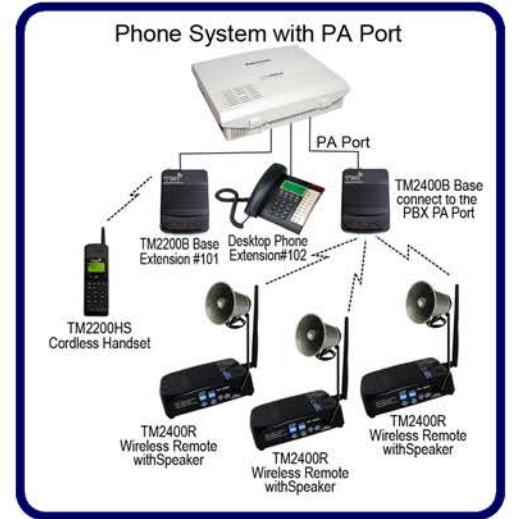 Phone System with PA Port
PA Port
TM2200B Base
Extension #101
Desktop Phone
Extension#102
TM2400B Base
connect to the
PBX PA Port
TM2200HS
Cordless Handset
TM2400R
Wireless Remote
withSpeaker
TM2400R
Wireless Remote
withSpeaker
TM2400R
Wireless Remote
withSpeaker